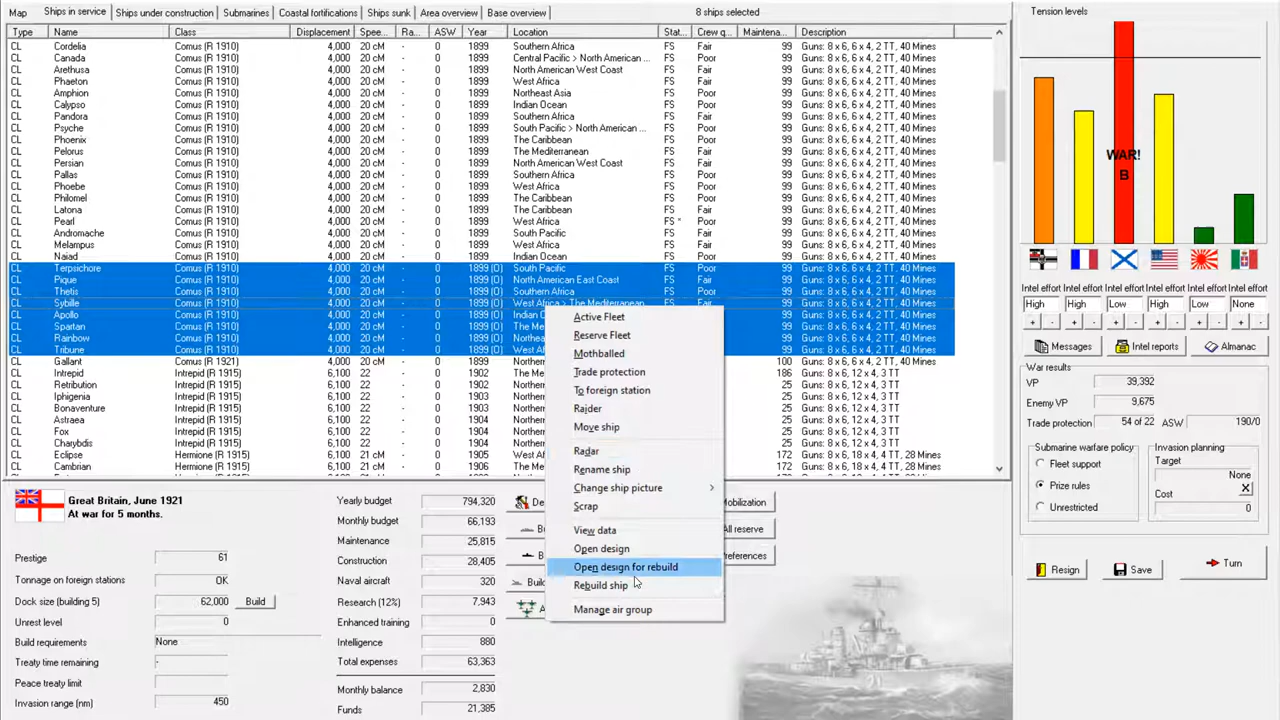 Map Ships in service Ships under construction Submarines Coastal fortifications Ships sunk Area overview Base overview 8 ships selected
Type Name Class Displacement Spee... Ra... ASW Year Location Stat... Crew q... Maintena... Description
CL Cordelia Comus (R 1910) 4,000 20 cM - 0 1899 Southern Africa FS Fair 99 Guns: 8 x 6, 6 x 4, 2 TT, 40 Mines
CL Canada Comus (R 1910) 4,000 20 cM - 0 1899 Central Pacific > North American ... FS Poor 99 Guns: 8 x 6, 6 x 4, 2 TT, 40 Mines
CL Arethusa Comus (R 1910) 4,000 20 cM - 0 1899 North American West Coast FS Fair 99 Guns: 8 x 6, 6 x 4, 2 TT, 40 Mines
CL Phaeton Comus (R 1910) 4,000 20 cM - 0 1899 West Africa FS Fair 99 Guns: 8 x 6, 6 x 4, 2 TT, 40 Mines
CL Amphion Comus (R 1910) 4,000 20 cM - 0 1899 Northeast Asia FS Poor 99 Guns: 8 x 6, 6 x 4, 2 TT, 40 Mines
CL Calypso Comus (R 1910) 4,000 20 cM - 0 1899 Indian Ocean FS Fair 99 Guns: 8 x 6, 6 x 4, 2 TT, 40 Mines
CL Pandora Comus (R 1910) 4,000 20 cM - 0 1899 Indian Ocean FS Fair 99 Guns: 8 x 6, 6 x 4, 2 TT, 40 Mines
CL Psyche Comus (R 1910) 4,000 20 cM - 0 1899 South Pacific > North American ... FS Poor 99 Guns: 8 x 6, 6 x 4, 2 TT, 40 Mines
CL Phoenix Comus (R 1910) 4,000 20 cM - 0 1899 The Caribbean FS Poor 99 Guns: 8 x 6, 6 x 4, 2 TT, 40 Mines
CL Pelorus Comus (R 1910) 4,000 20 cM - 0 1899 The Mediterranean FS Fair 99 Guns: 8 x 6, 6 x 4, 2 TT, 40 Mines
CL Persian Comus (R 1910) 4,000 20 cM - 0 1899 North American West Coast FS Fair 99 Guns: 8 x 6, 6 x 4, 2 TT, 40 Mines
CL Pallas Comus (R 1910) 4,000 20 cM - 0 1899 Indian Ocean FS Poor 99 Guns: 8 x 6, 6 x 4, 2 TT, 40 Mines
CL Phoebe Comus (R 1910) 4,000 20 cM - 0 1899 West Africa FS Poor 99 Guns: 8 x 6, 6 x 4, 2 TT, 40 Mines
CL Philomel Comus (R 1910) 4,000 20 cM - 0 1899 The Caribbean FS Poor 99 Guns: 8 x 6, 6 x 4, 2 TT, 40 Mines
CL Latona Comus (R 1910) 4,000 20 cM - 0 1899 The Caribbean FS Fair 99 Guns: 8 x 6, 6 x 4, 2 TT, 40 Mines
CL Pearl Comus (R 1910) 4,000 20 cM - 0 1899 West Africa FS * Poor 99 Guns: 8 x 6, 6 x 4, 2 TT, 40 Mines
CL Andromache Comus (R 1910) 4,000 20 cM - 0 1899 South Pacific FS Poor 99 Guns: 8 x 6, 6 x 4, 2 TT, 40 Mines
CL Melampus Comus (R 1910) 4,000 20 cM - 0 1899 West Africa FS Fair 99 Guns: 8 x 6, 6 x 4, 2 TT, 40 Mines
CL Naiad Comus (R 1910) 4,000 20 cM - 0 1899 Indian Ocean FS Poor 99 Guns: 8 x 6, 6 x 4, 2 TT, 40 Mines
CL Terpsichore Comus (R 1910) 4,000 20 cM - 0 1899 (O) South Pacific FS Poor 99 Guns: 8 x 6, 6 x 4, 2 TT, 40 Mines
CL Pique Comus (R 1910) 4,000 20 cM - 0 1899 (O) North American East Coast FS Fair 99 Guns: 8 x 6, 6 x 4, 2 TT, 40 Mines
CL Thetis Comus (R 1910) 4,000 20 cM - 0 1899 (O) Southern Africa FS Poor 99 Guns: 8 x 6, 6 x 4, 2 TT, 40 Mines
CL Sybille Comus (R 1910) 4,000 20 cM - 0 1899 (O) West Africa > The Mediterranean FS Fair 99 Guns: 8 x 6, 6 x 4, 2 TT, 40 Mines
CL Apollo Comus (R 1910) 4,000 20 cM - 0 1899 (O) Indian 99 Guns: 8 x 6, 6 x 4, 2 TT, 40 Mines
CL Spartan Comus (R 1910) 4,000 20 cM - 0 1899 (O) The Me 99 Guns: 8 x 6, 6 x 4, 2 TT, 40 Mines
CL Rainbow Comus (R 1910) 4,000 20 cM - 0 1899 (O) Northe 99 Guns: 8 x 6, 6 x 4, 2 TT, 40 Mines
CL Tribune Comus (R 1910) 4,000 20 cM - 0 1899 (O) West Af 99 Guns: 8 x 6, 6 x 4, 2 TT, 40 Mines
CL Gallant Comus (R 1921) 4,000 20 cM - 0 1899 Northern 100 Guns: 8 x 6, 6 x 4, 2 TT, 40 Mines
CL Intrepid Intrepid (R 1915) 6,100 22 - 0 1902 The Me 186 Guns: 8 x 6, 12 x 4, 3 TT
CL Retribution Intrepid (R 1915) 6,100 22 - 0 1902 Northern 25 Guns: 8 x 6, 12 x 4, 3 TT
CL Iphigenia Intrepid (R 1915) 6,100 22 - 0 1903 Northern 25 Guns: 8 x 6, 12 x 4, 3 TT
CL Bonaventure Intrepid (R 1915) 6,100 22 - 0 1903 Northern 25 Guns: 8 x 6, 12 x 4, 3 TT
CL Astraea Intrepid (R 1915) 6,100 22 - 0 1904 Northern 25 Guns: 8 x 6, 12 x 4, 3 TT
CL Fox Intrepid (R 1915) 6,100 22 - 0 1904 Northern 25 Guns: 8 x 6, 12 x 4, 3 TT
CL Charybdis Intrepid (R 1915) 6,100 22 - 0 1904 Northern 25 Guns: 8 x 6, 12 x 4, 3 TT
CL Eclipse Hermione (R 1915) 6,100 22 - 0 1905 West Af 172 Guns: 8 x 6, 18 x 4, 3 TT, 28 Mines
CL Cambrian Hermione (R 1915) 6,100 22 - 0 1906 Northern 172 Guns: 8 x 6, 18 x 4, 3 TT, 28 Mines
Active Fleet
Reserve Fleet
Mothballed
Trade protection
To foreign station
Raider
Move ship
Radar
Rename ship
Change ship picture >
Scrap
View data
Open design
Open design for rebuild
Rebuild ship
Manage air group
Great Britain, June 1921
At war for 5 months.
Prestige 61
Tonnage on foreign stations OK
Dock size (building 5) 62,000 Build
Unrest level 0
Build requirements None
Treaty time remaining -
Peace treaty limit
Invasion range (nm) 450
Yearly budget 794,320
Monthly budget 66,193
Maintenance 25,815
Construction 28,405
Naval aircraft 320
Research (12%) 7,943
Enhanced training 0
Intelligence 880
Total expenses 63,363
Monthly balance 2,830
Funds 21,385
De
Bu
B
Build
A
Mobilization
All reserve
references
Tension levels
WAR!
B
Intel effort Intel effort Intel effort Intel effort Intel effort Intel effort
High High Low High Low None
+ - + - + - + - + - + -
Messages Intel reports Almanac
War results
VP 39,392
Enemy VP 9,675
Trade protection 54 of 22 ASW 190/0
Submarine warfare policy
Fleet support
Prize rules
Unrestricted
Invasion planning
Target
None
Cost X
0
Resign Save Turn